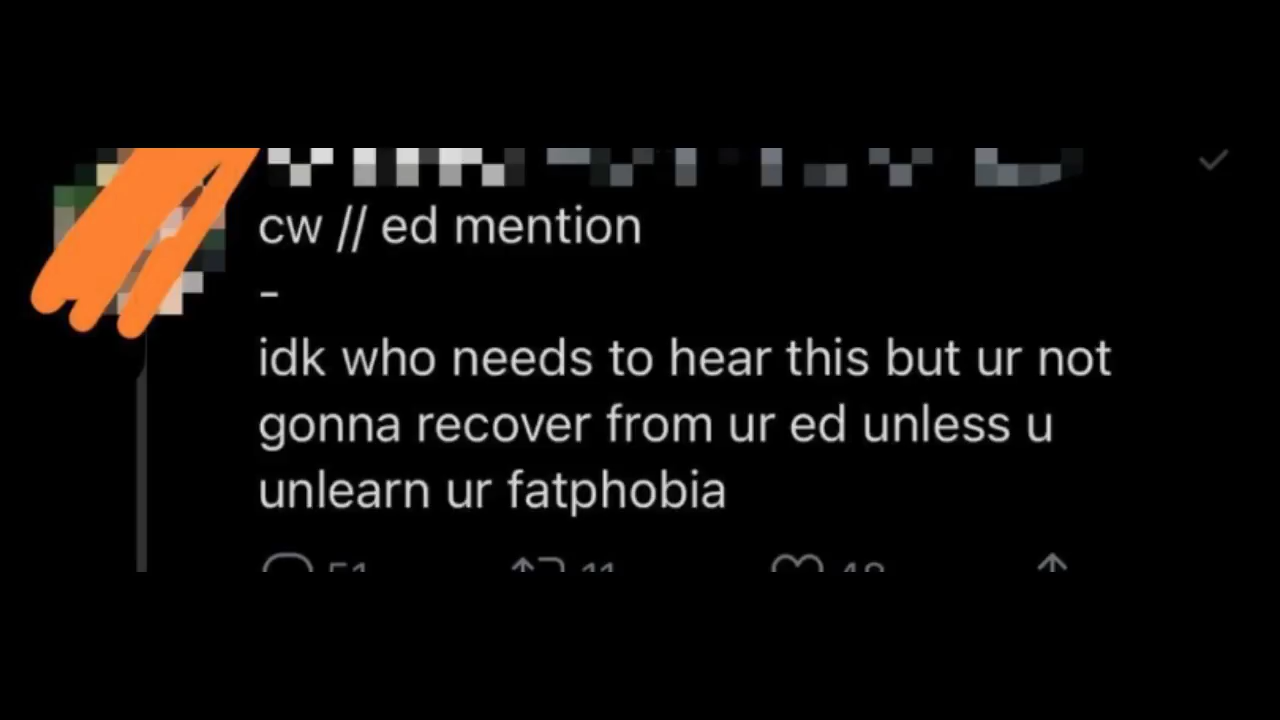 cw // ed mention
-
idk who needs to hear this but ur not
gonna recover from ur ed unless u
unlearn ur fatphobia